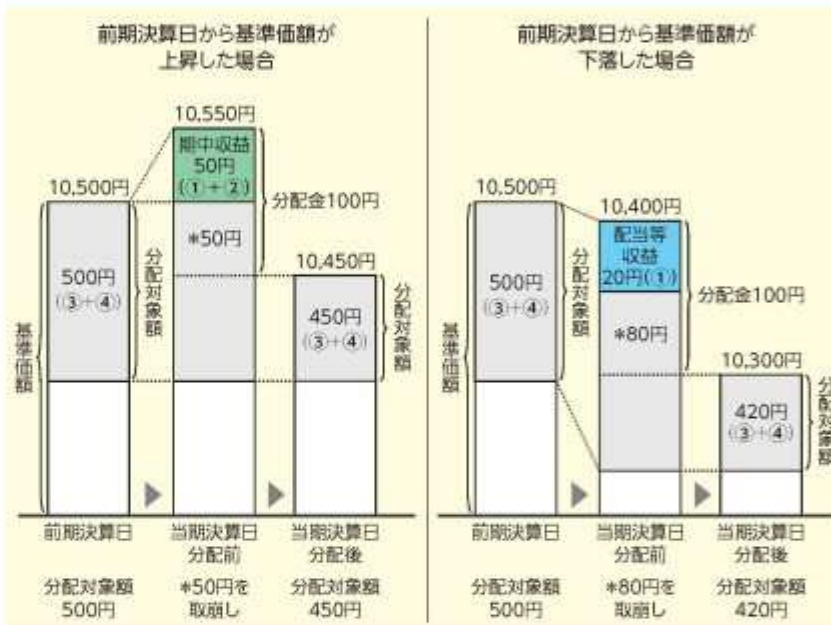 前期決算日から基準価額が
上昇した場合
10,550円
期中収益
50円
(①+②)
10,500円
分配金100円
*50円
10,450円
500円
(③+④)
分配対象額
450円
(③+④)
分配対象額
基準価額
前期決算日
当期決算日
分配前
当期決算日
分配後
分配対象額
500円
*50円を
取崩し
分配対象額
450円
前期決算日から基準価額が
下落した場合
10,500円
10,400円
配当等
収益
20円(①)
分配金100円
500円
(③+④)
分配対象額
*80円
10,300円
420円
(③+④)
分配対象額
基準価額
前期決算日
当期決算日
分配前
当期決算日
分配後
分配対象額
500円
*80円を
取崩し
分配対象額
420円